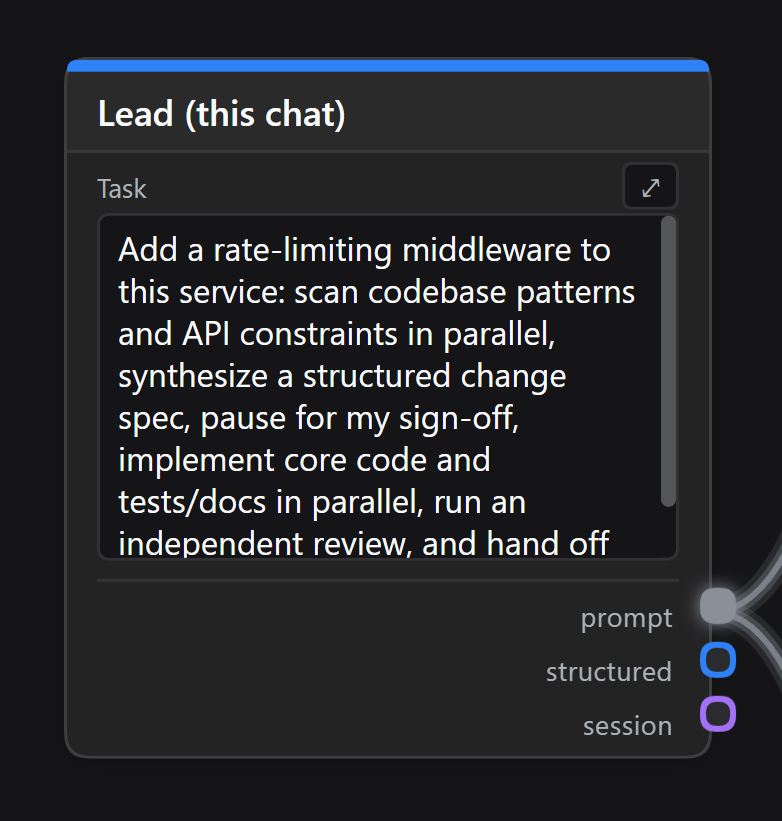 Lead (this chat)
Task
Add a rate-limiting middleware to
this service: scan codebase patterns
and API constraints in parallel,
synthesize a structured change
spec, pause for my sign-off,
implement core code and
tests/docs in parallel, run an
independent review, and hand off
prompt
structured
session